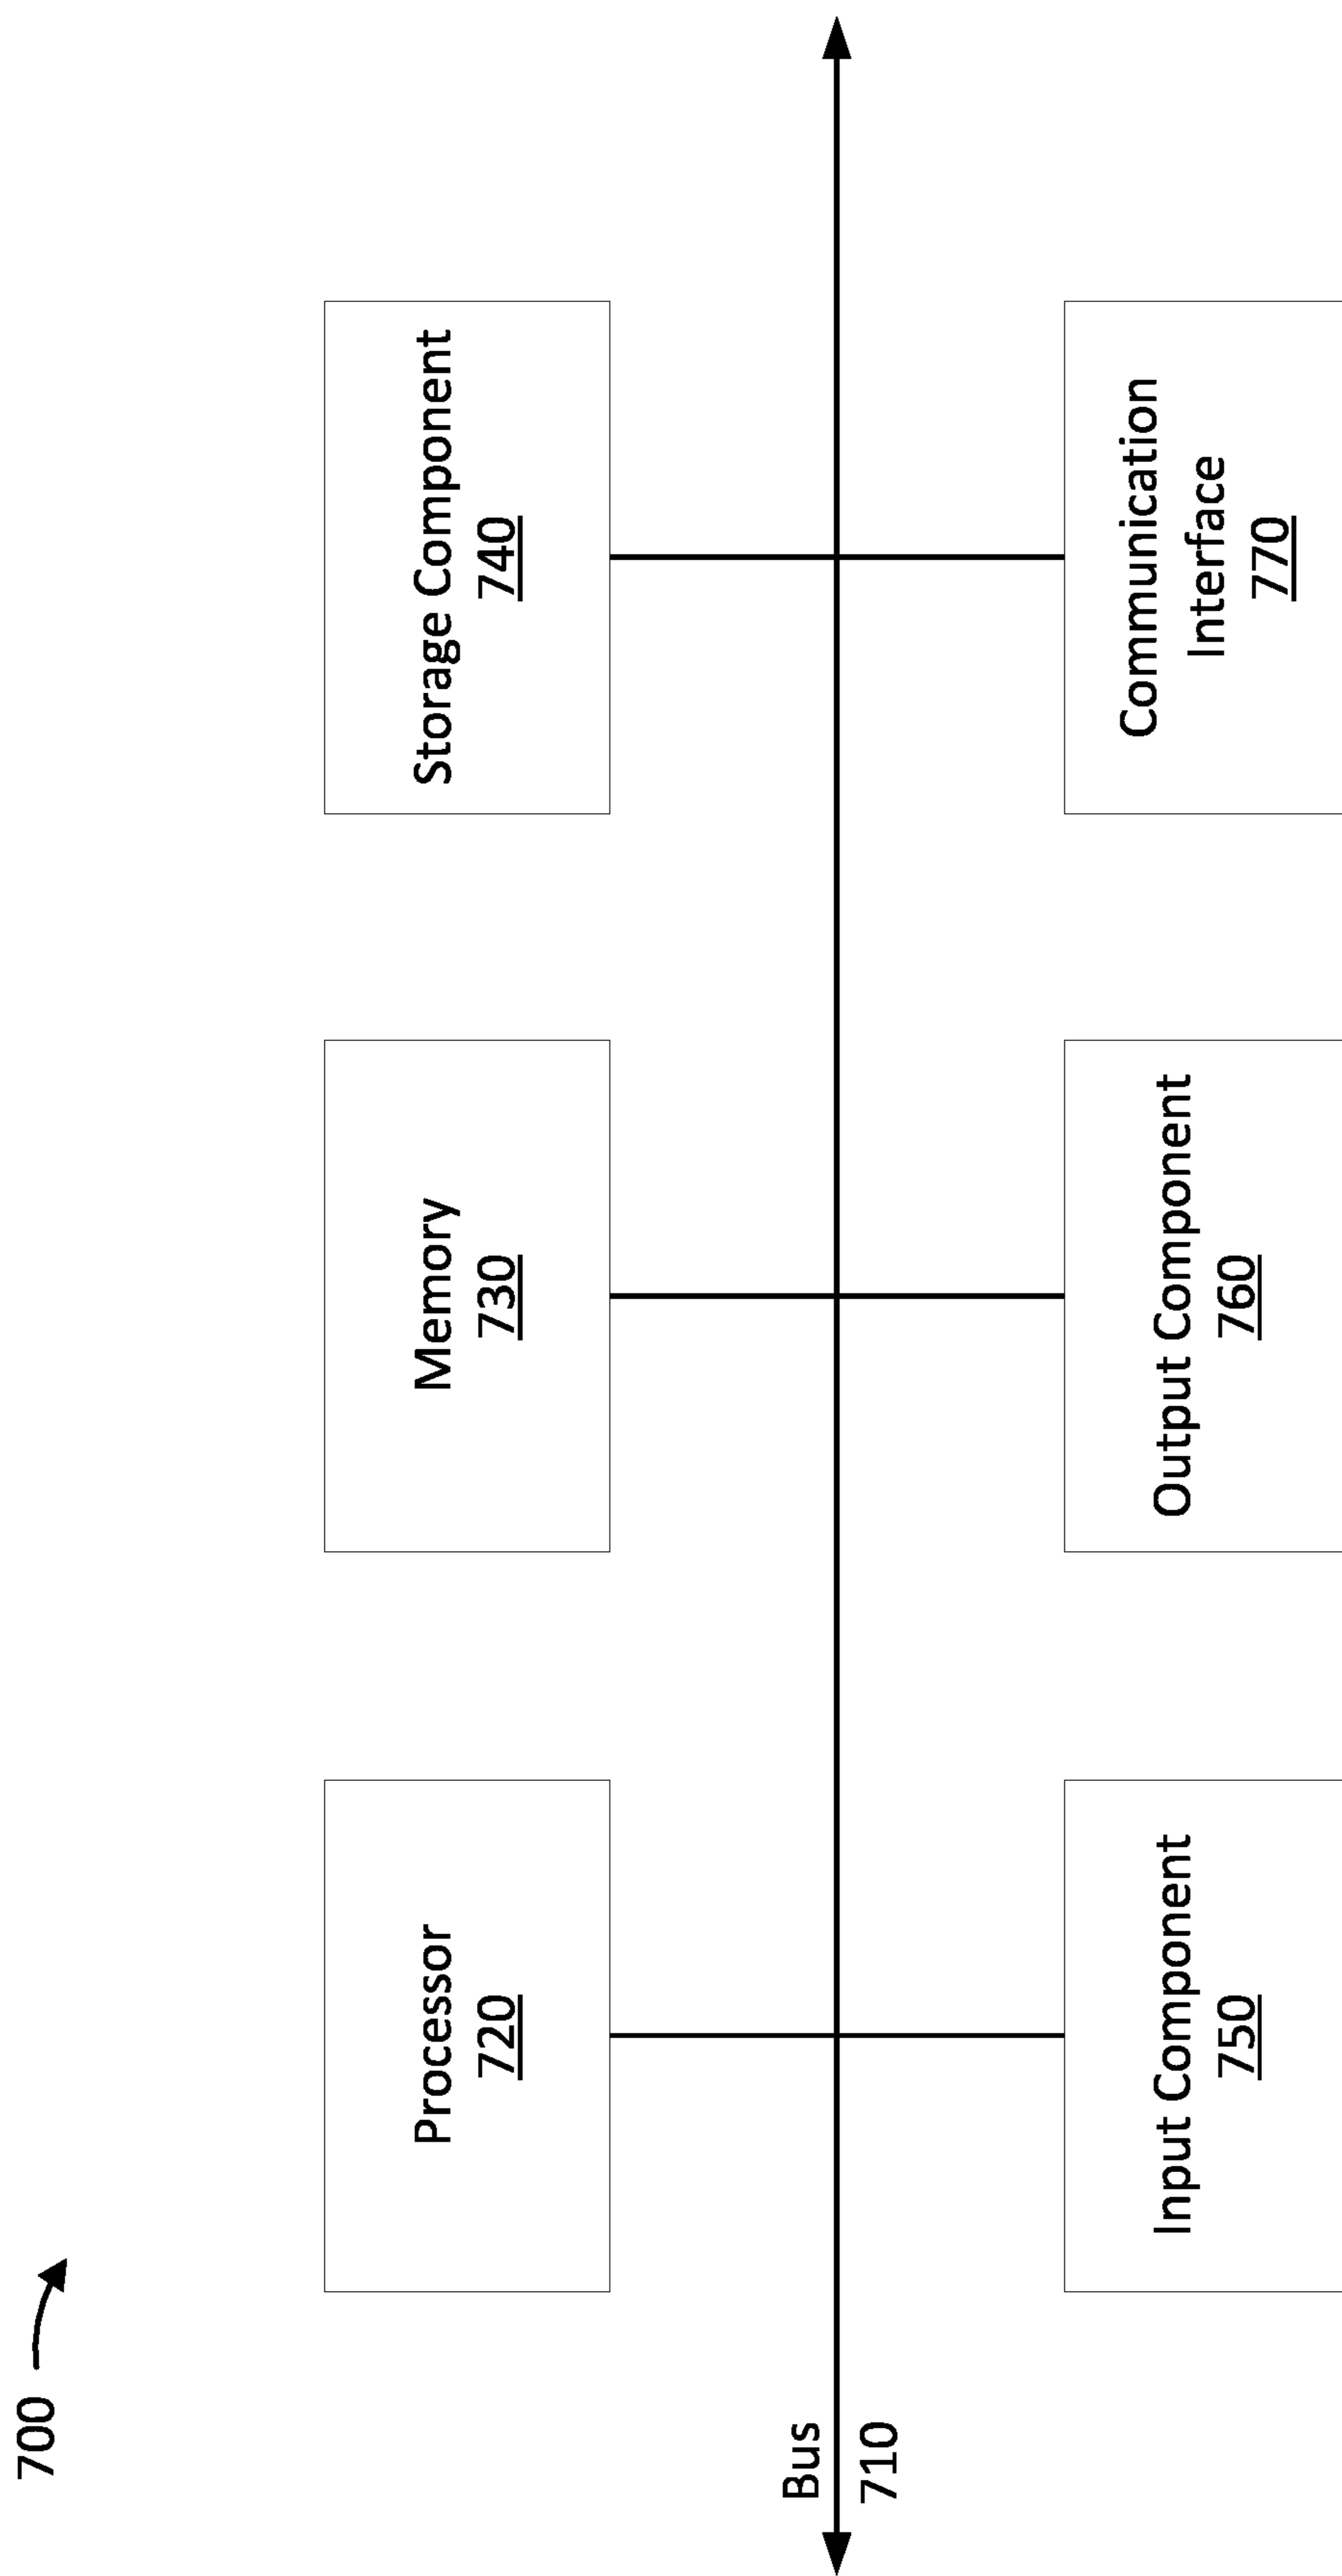 700
Processor
720
Memory
730
Storage Component
740
Bus
710
Input Component
750
Output Component
760
Communication
Interface
770